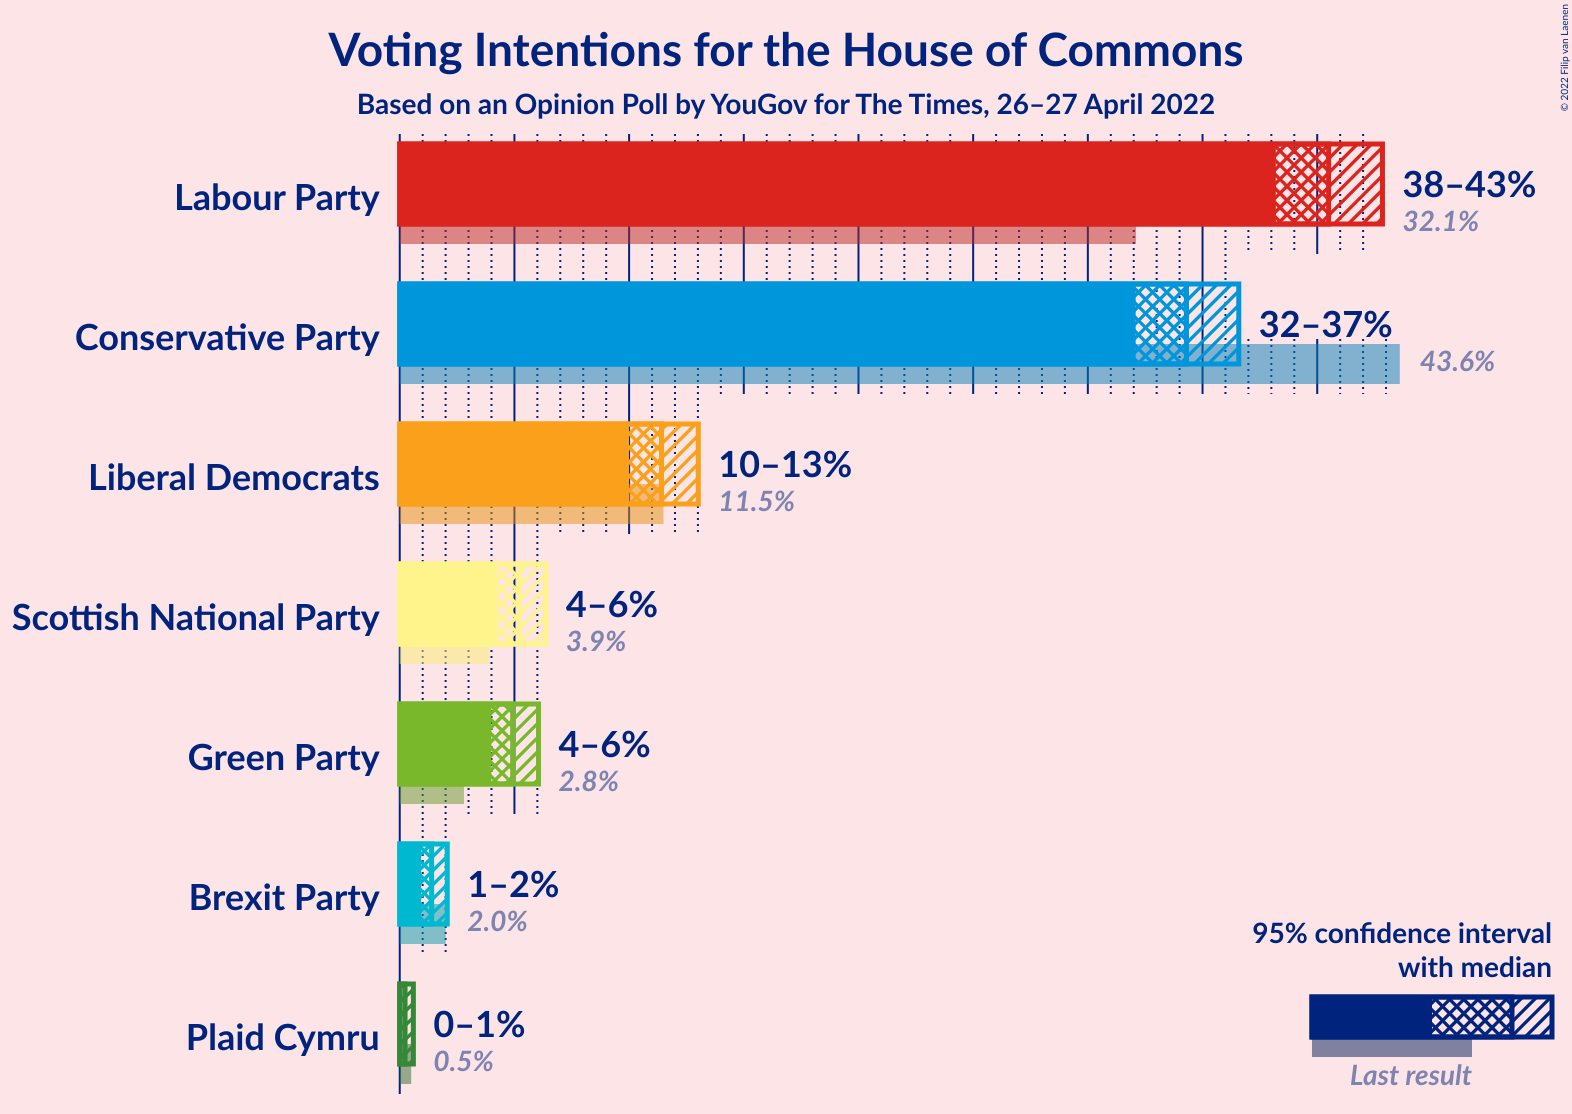 Voting Intentions for the House of Commons
Based on an Opinion Poll by YouGov for The Times, 26–27 April 2022
© 2022 Filip van Laenen
Labour Party
38–43%
32.1%
Conservative Party
32–37%
43.6%
Liberal Democrats
10–13%
11.5%
Scottish National Party
4–6%
3.9%
Green Party
4–6%
2.8%
Brexit Party
1–2%
2.0%
Plaid Cymru
0–1%
0.5%
95% confidence interval
with median
Last result